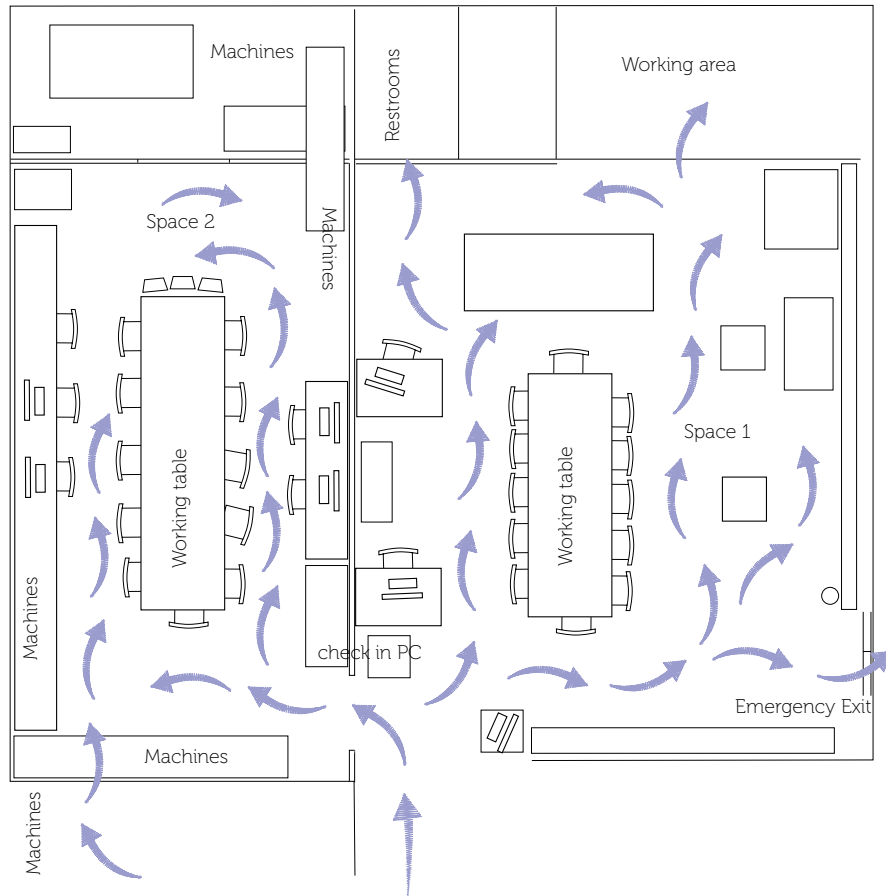 Machines
Restrooms
Working area
Space 2
Machines
Space 1
Working table
Working table
Machines
check in PC
Emergency Exit
Machines
Machines